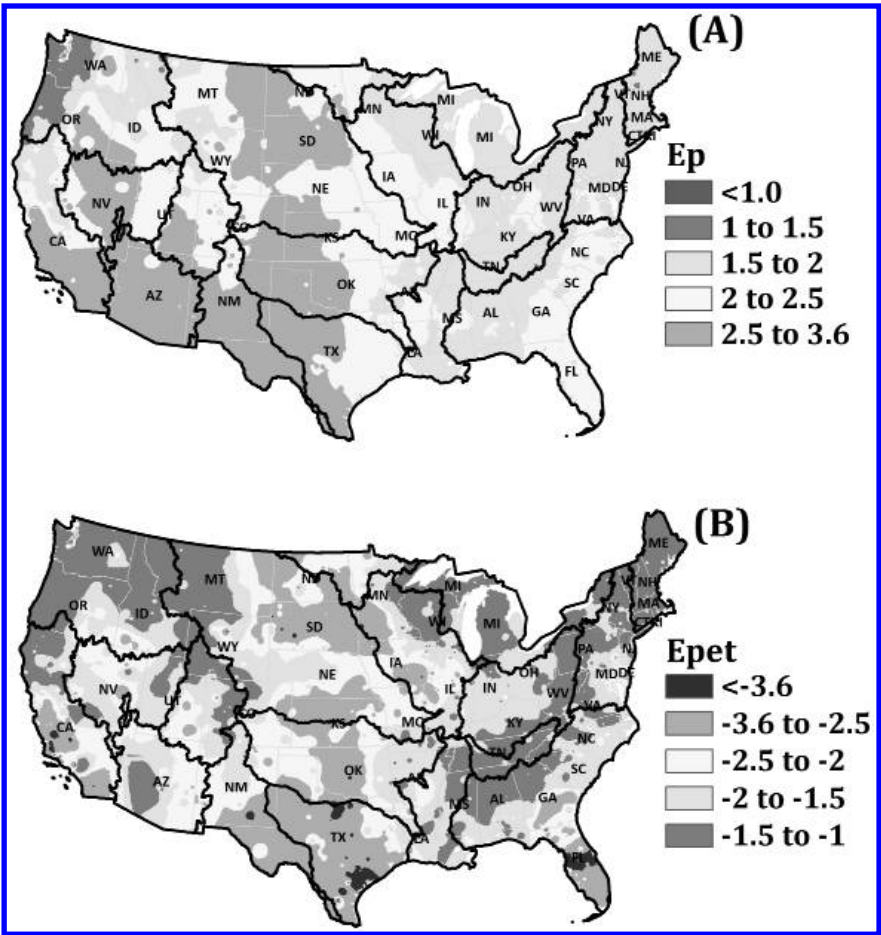 (A)
WA
ME
MT
ND
MN
MI
VT
NH
OR
ID
NY
MA
SD
WI
MI
CTRI
WY
IA
PA
NJ
NE
OH
NV
UT
IL
IN
MD
DE
WV
CO
CA
KS
MO
KY
VA
AZ
NM
OK
TN
NC
SC
MS
AL
GA
TX
LA
FL
Ep
<1.0
1 to 1.5
1.5 to 2
2 to 2.5
2.5 to 3.6
(B)
WA
ME
MT
ND
MN
MI
VT
NH
OR
ID
NY
MA
SD
WI
MI
CTRI
WY
IA
PA
NJ
NE
OH
NV
UT
IL
IN
MD
DE
WV
CO
CA
KS
MO
KY
VA
AZ
NM
OK
TN
NC
SC
MS
AL
GA
TX
LA
FL
Epet
<-3.6
-3.6 to -2.5
-2.5 to -2
-2 to -1.5
-1.5 to -1